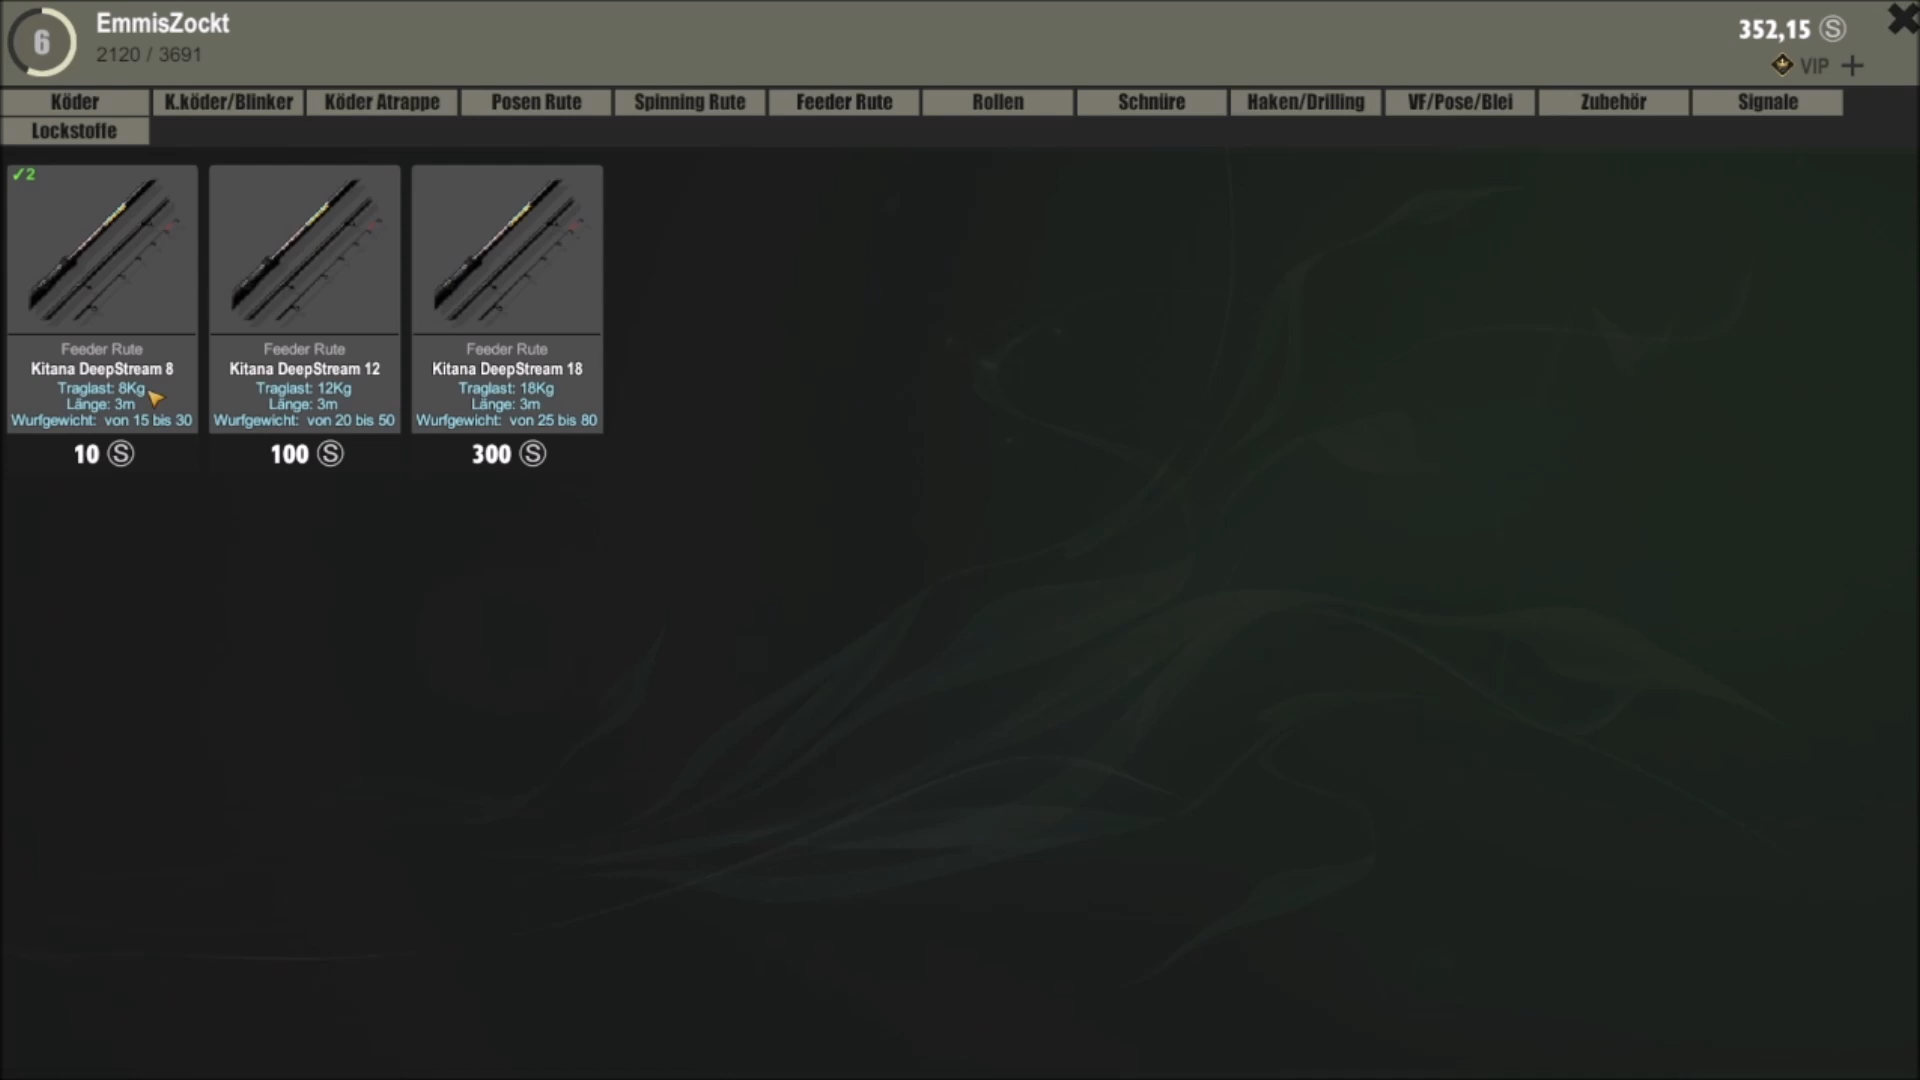 6
EmmisZockt
2120 / 3691
352,15 Ⓢ
VIP +
Köder
K.köder/Blinker
Köder Atrappe
Posen Rute
Spinning Rute
Feeder Rute
Rollen
Schnüre
Haken/Drilling
VF/Pose/Blei
Zubehör
Signale
Lockstoffe
✓2
Feeder Rute
Kitana DeepStream 8
Traglast: 8Kg
Länge: 3m
Wurfgewicht: von 15 bis 30
10 Ⓢ
Feeder Rute
Kitana DeepStream 12
Traglast: 12Kg
Länge: 3m
Wurfgewicht: von 20 bis 50
100 Ⓢ
Feeder Rute
Kitana DeepStream 18
Traglast: 18Kg
Länge: 3m
Wurfgewicht: von 25 bis 80
300 Ⓢ